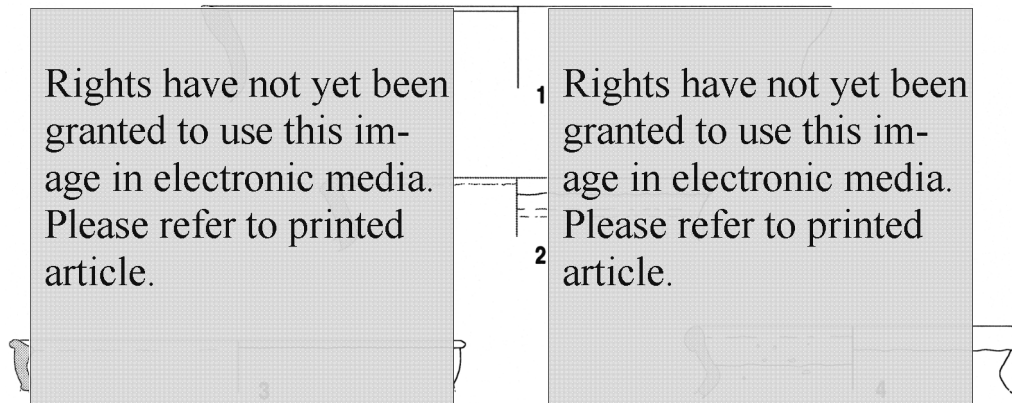 Rights have not yet been
granted to use this im-
age in electronic media.
Please refer to printed
article.
1
2
Rights have not yet been
granted to use this im-
age in electronic media.
Please refer to printed
article.
3
4